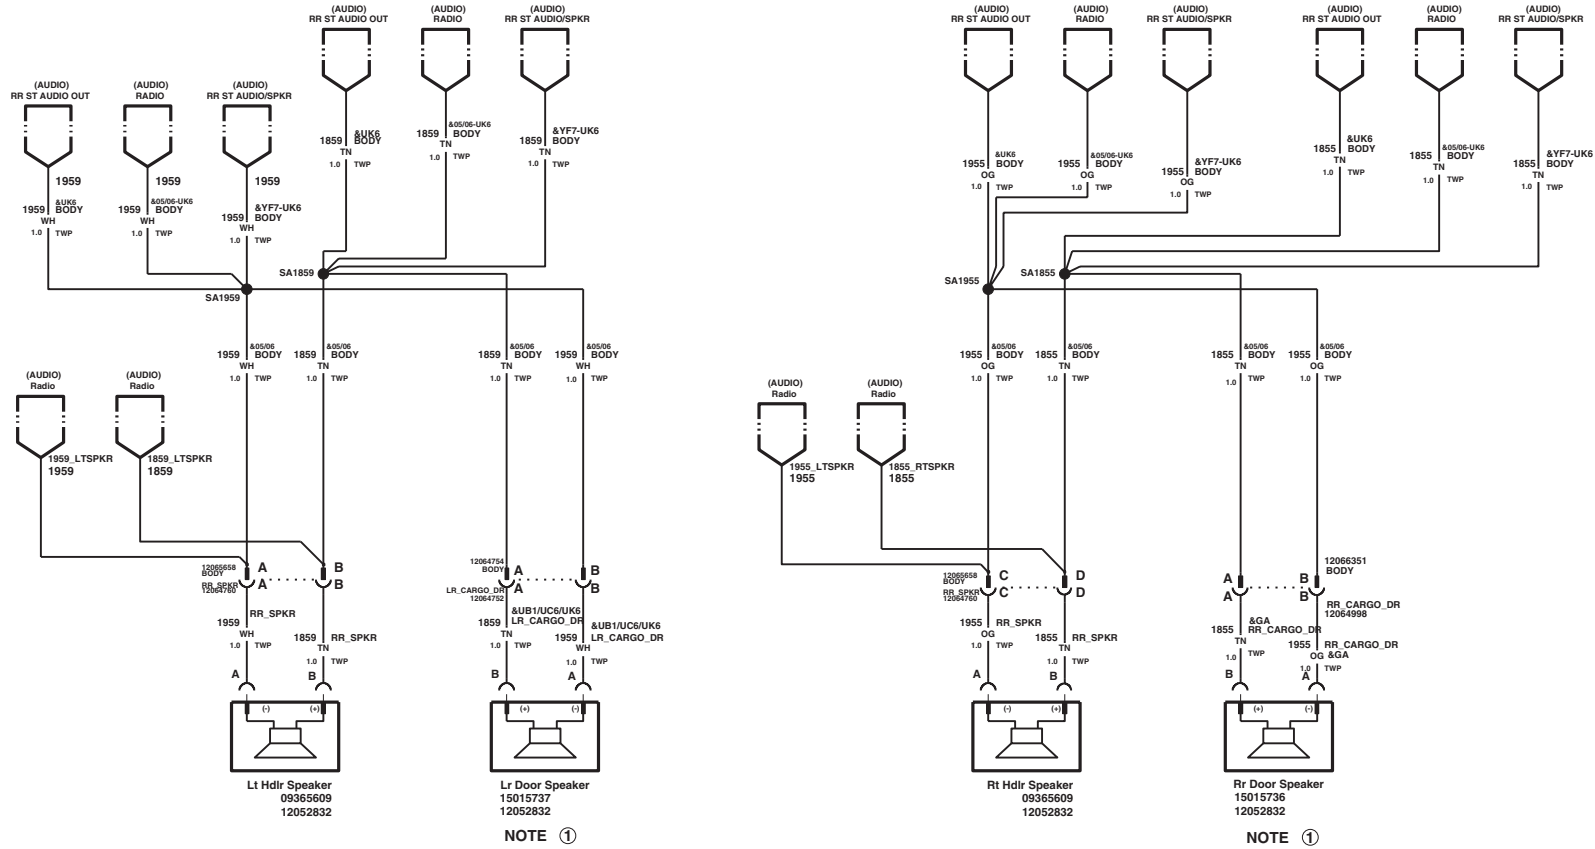 (AUDIO)
RR ST AUDIO OUT
(AUDIO)
RADIO
(AUDIO)
RR ST AUDIO/SPKR
(AUDIO)
RR ST AUDIO OUT
(AUDIO)
RADIO
(AUDIO)
RR ST AUDIO/SPKR
(AUDIO)
RR ST AUDIO OUT
(AUDIO)
RADIO
(AUDIO)
RR ST AUDIO/SPKR
(AUDIO)
RR ST AUDIO OUT
(AUDIO)
RADIO
(AUDIO)
RR ST AUDIO/SPKR
1959
1959
1959
&UK6
1959 BODY
WH
1.0 TWP
&05/06-UK6
1959 BODY
WH
1.0 TWP
&YF7-UK6
1959 BODY
WH
1.0 TWP
&UK6
1859 BODY
TN
1.0 TWP
&05/06-UK6
1859 BODY
TN
1.0 TWP
&YF7-UK6
1859 BODY
TN
1.0 TWP
&UK6
1955 BODY
OG
1.0 TWP
&05/06-UK6
1955 BODY
OG
1.0 TWP
&YF7-UK6
1955 BODY
OG
1.0 TWP
&UK6
1855 BODY
TN
1.0 TWP
&05/06-UK6
1855 BODY
TN
1.0 TWP
&YF7-UK6
1855 BODY
TN
1.0 TWP
SA1859
SA1959
SA1955
SA1855
&05/06
1959 BODY
WH
1.0 TWP
&05/06
1859 BODY
TN
1.0 TWP
&05/06
1859 BODY
TN
1.0 TWP
&05/06
1959 BODY
WH
1.0 TWP
&05/06
1955 BODY
OG
1.0 TWP
&05/06
1855 BODY
TN
1.0 TWP
&05/06
1855 BODY
TN
1.0 TWP
&05/06
1955 BODY
OG
1.0 TWP
(AUDIO)
Radio
(AUDIO)
Radio
(AUDIO)
Radio
(AUDIO)
Radio
1959_LTSPKR
1959
1859_LTSPKR
1859
1955_LTSPKR
1955
1855_RTSPKR
1855
12065658
BODY
RR_SPKR
12064760
A
A
B
B
12064754
BODY
LR_CARGO_DR
12064752
A
A
B
B
12065658
BODY
RR_SPKR
12064760
C
C
D
D
A
A
B
B
12066351
BODY
RR_CARGO_DR
12064998
RR_SPKR
1959
WH
1.0 TWP
1859 RR_SPKR
TN
1.0 TWP
&UB1/UC6/UK6
1859 LR_CARGO_DR
TN
1.0 TWP
&UB1/UC6/UK6
1959 LR_CARGO_DR
WH
1.0 TWP
1955 RR_SPKR
OG
1.0 TWP
1855 RR_SPKR
TN
1.0 TWP
&GA
1855 RR_CARGO_DR
TN
1.0 TWP
1955 RR_CARGO_DR
OG &GA
1.0 TWP
A B
B A
A B
B A
(-) (+)
(+) (-)
(-) (+)
(+) (-)
Lt Hdlr Speaker
09365609
12052832
Lr Door Speaker
15015737
12052832
NOTE ①
Rt Hdlr Speaker
09365609
12052832
Rr Door Speaker
15015736
12052832
NOTE ①